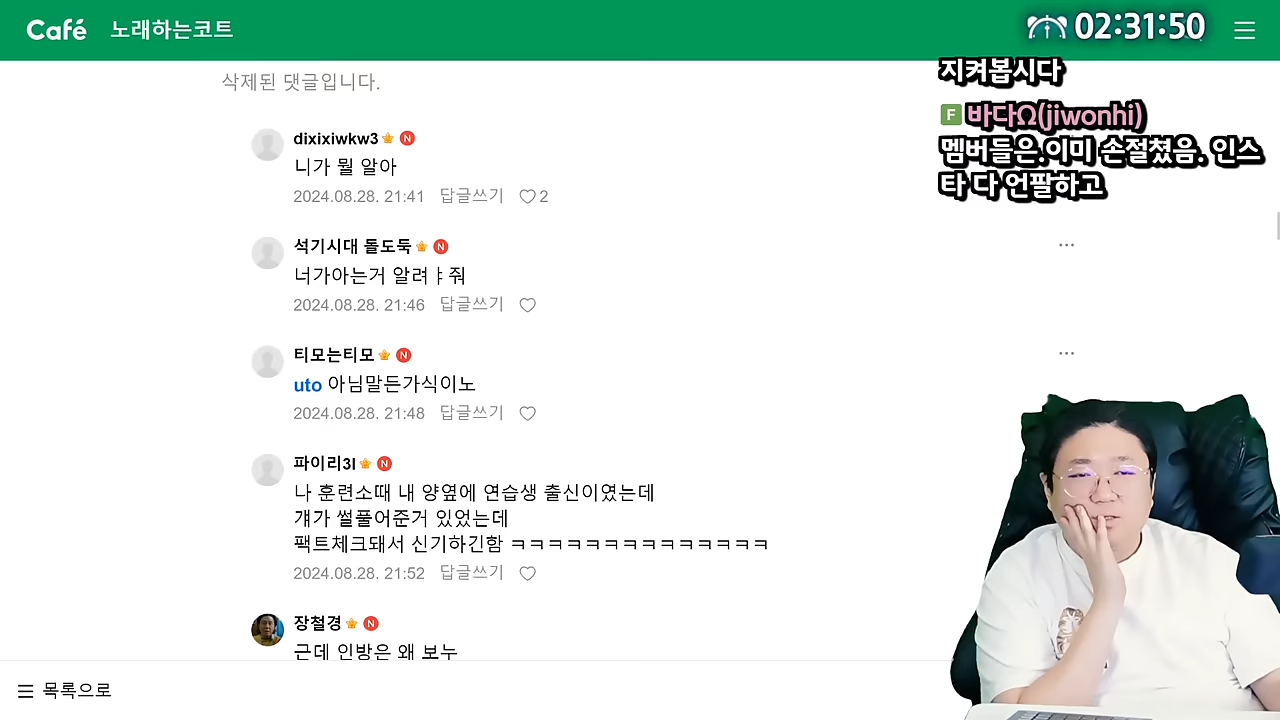 Café 노래하는코트
02:31:50
삭제된 댓글입니다.
지켜봅시다
F 바다Ω(jiwonhi)
멤버들은.이미 손절쳤음. 인스
타 다 언팔하고
dixixiwkw3 N
니가 뭘 알아
2024.08.28. 21:41 답글쓰기 2
석기시대 돌도둑 N
너가아는거 알려ㅑ줘
2024.08.28. 21:46 답글쓰기
티모는티모 N
uto 아님말든가식이노
2024.08.28. 21:48 답글쓰기
파이리3I N
나 훈련소때 내 양옆에 연습생 출신이였는데
걔가 썰풀어준거 있었는데
팩트체크돼서 신기하긴함 ㅋㅋㅋㅋㅋㅋㅋㅋㅋㅋㅋㅋㅋㅋ
2024.08.28. 21:52 답글쓰기
장철경 N
근데 인방은 왜 보누
목록으로